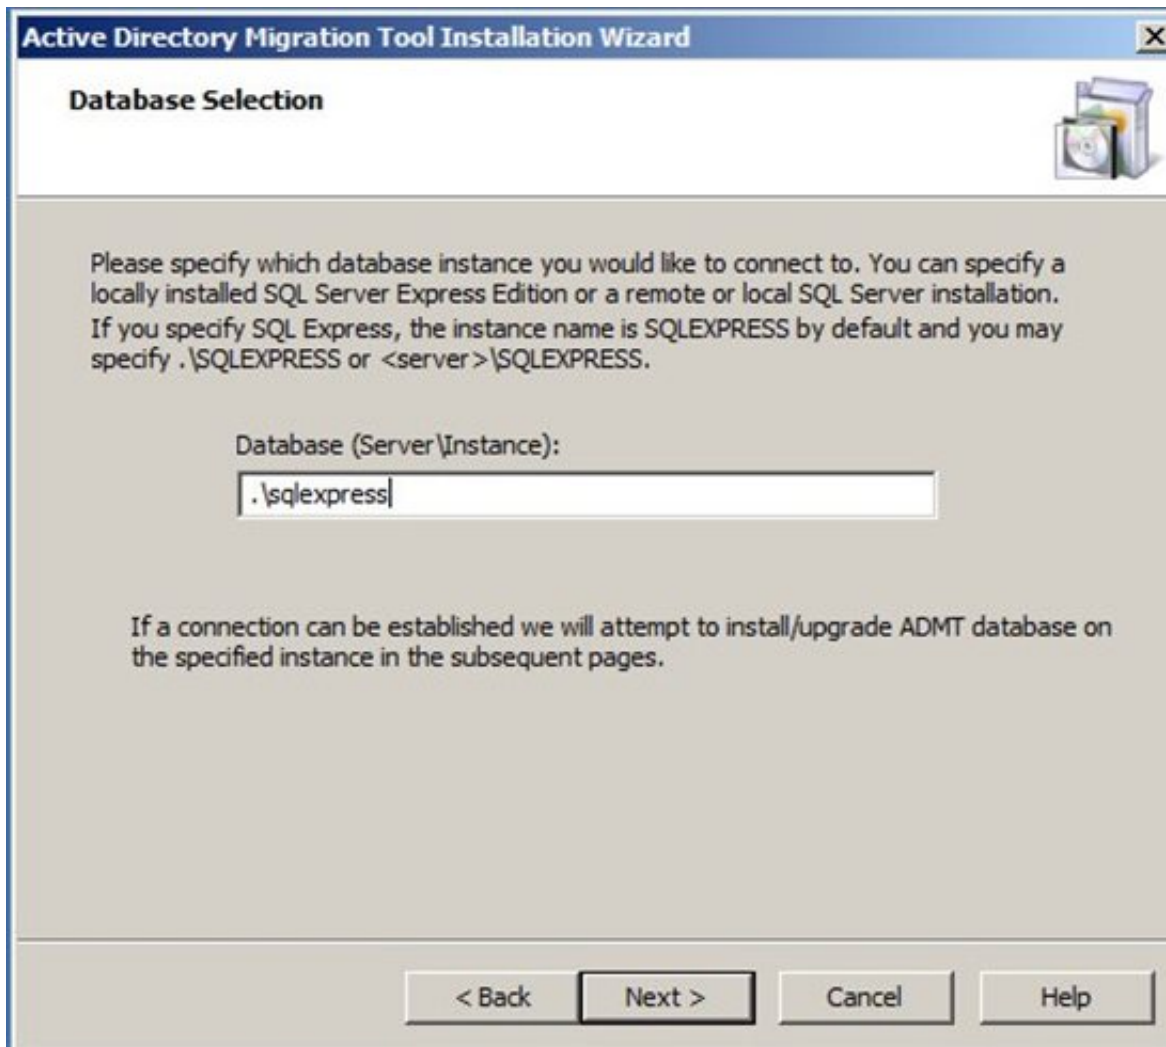 Active Directory Migration Tool Installation Wizard
Database Selection
Please specify which database instance you would like to connect to. You can specify a
locally installed SQL Server Express Edition or a remote or local SQL Server installation.
If you specify SQL Express, the instance name is SQLEXPRESS by default and you may
specify .\SQLEXPRESS or <server>\SQLEXPRESS.
Database (Server\Instance):
.\sqlexpress
If a connection can be established we will attempt to install/upgrade ADMT database on
the specified instance in the subsequent pages.
< Back Next > Cancel Help